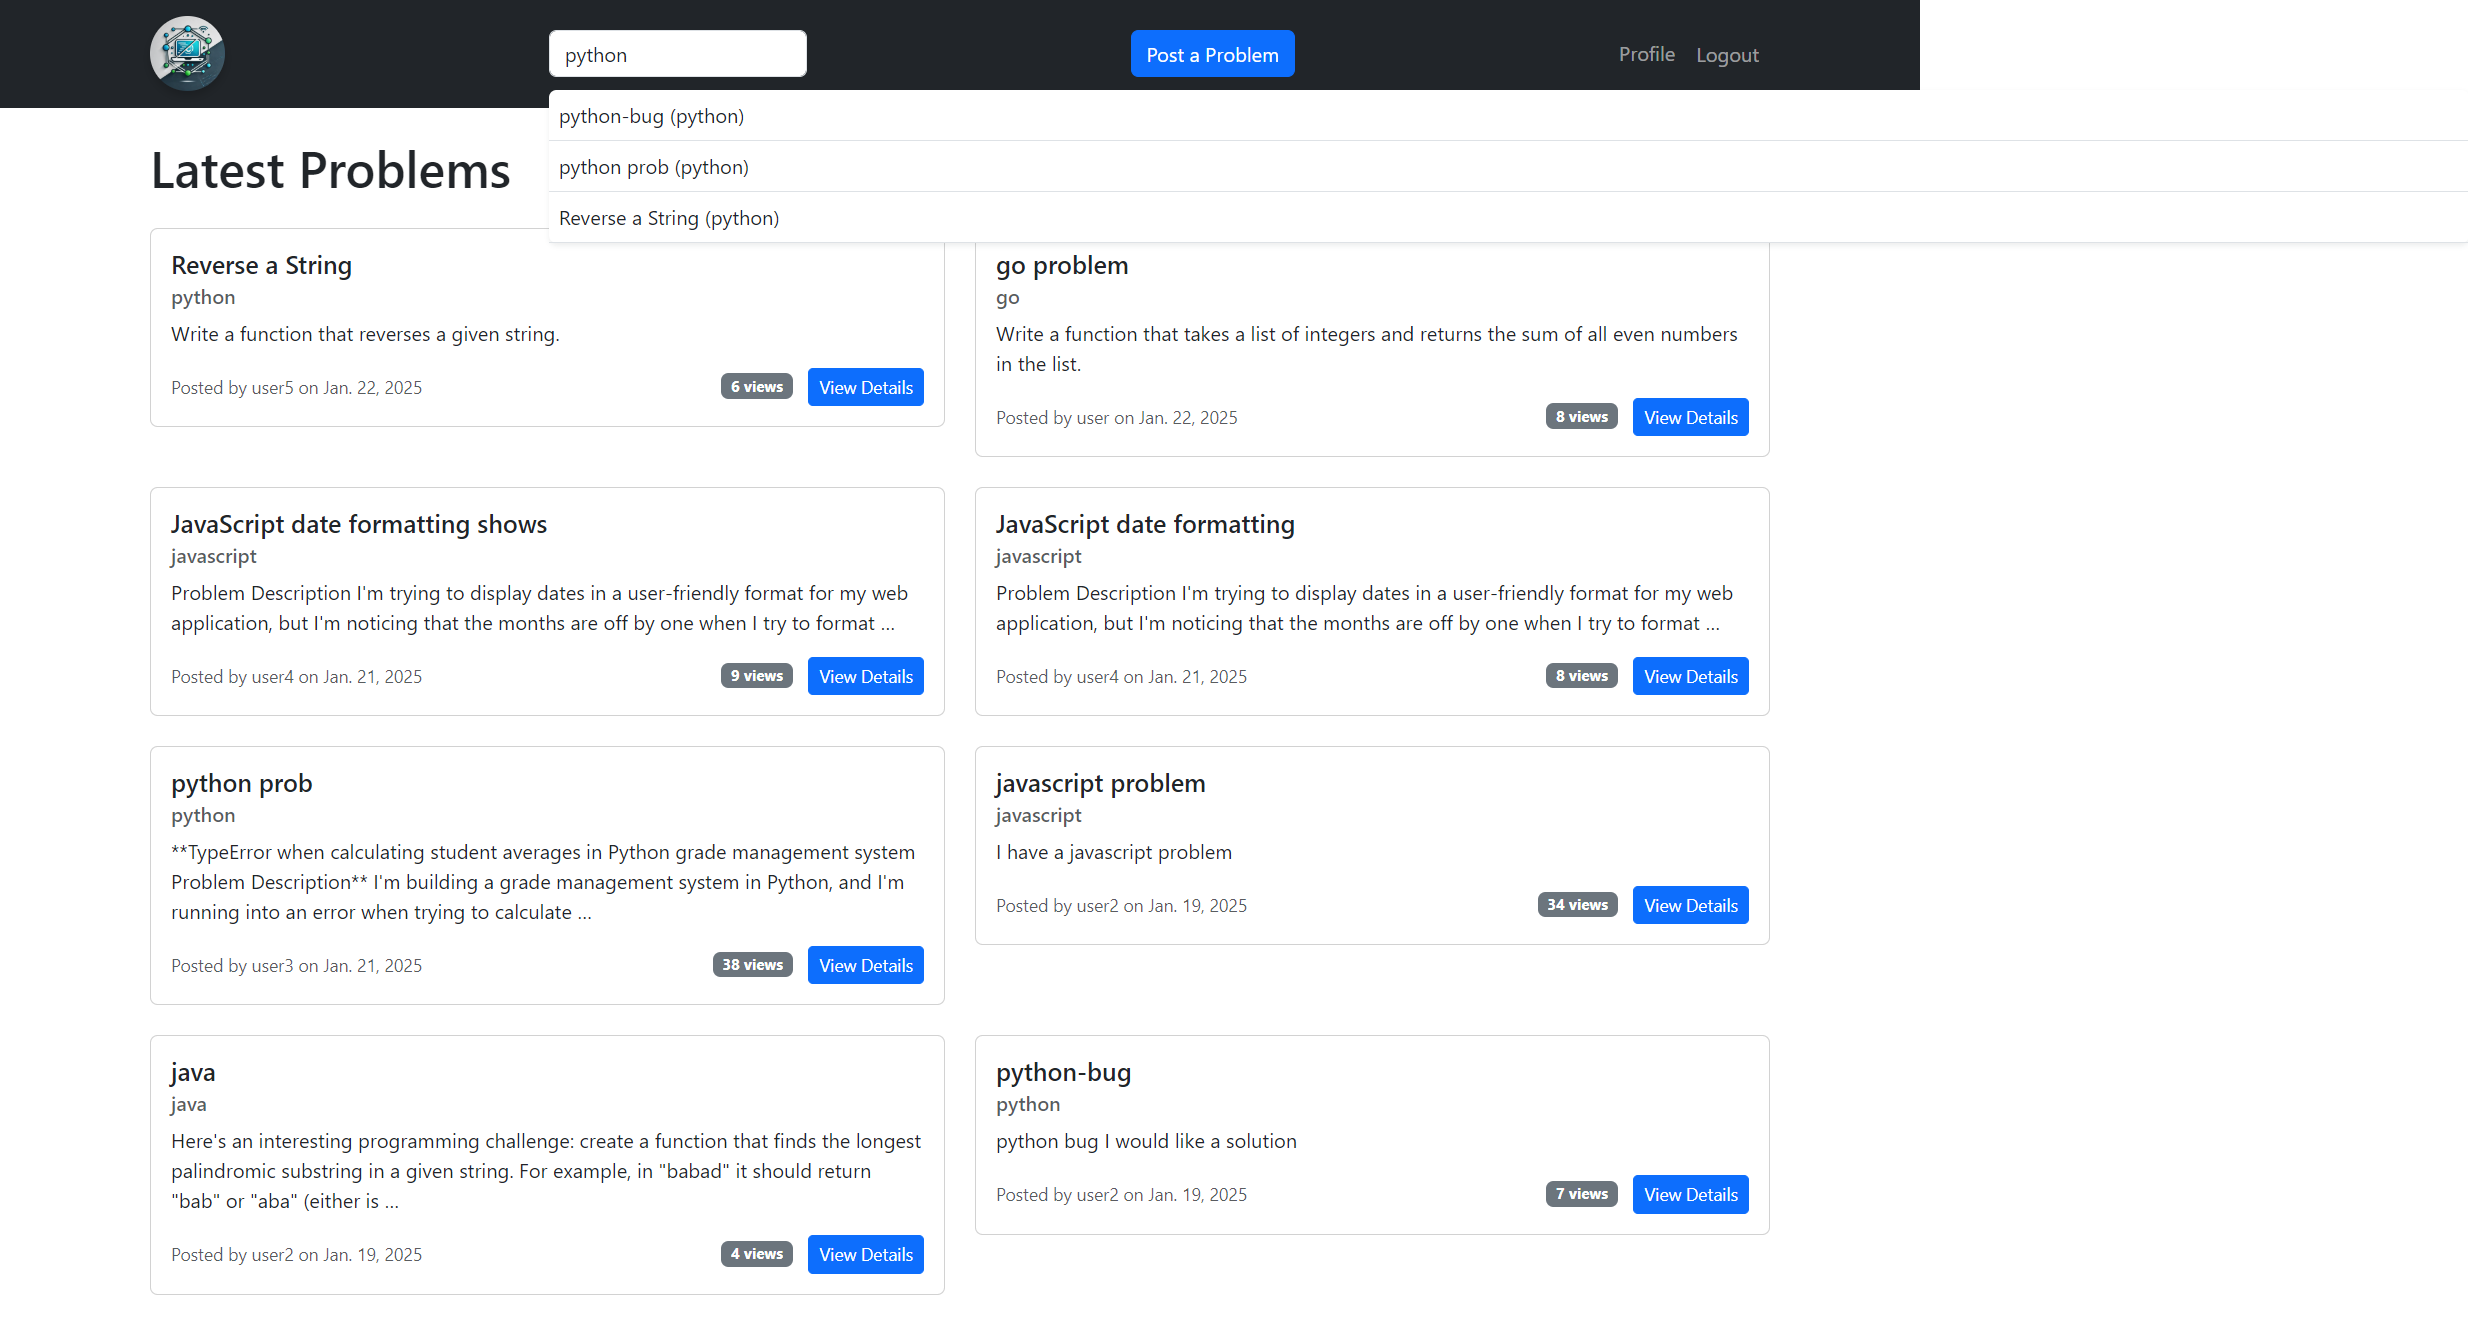 python
Post a Problem
Profile
Logout
python-bug (python)
python prob (python)
Reverse a String (python)
Latest Problems
Reverse a String
python
Write a function that reverses a given string.
Posted by user5 on Jan. 22, 2025
6 views
View Details
go problem
go
Write a function that takes a list of integers and returns the sum of all even numbers
in the list.
Posted by user on Jan. 22, 2025
8 views
View Details
JavaScript date formatting shows
javascript
Problem Description I'm trying to display dates in a user-friendly format for my web
application, but I'm noticing that the months are off by one when I try to format ...
Posted by user4 on Jan. 21, 2025
9 views
View Details
JavaScript date formatting
javascript
Problem Description I'm trying to display dates in a user-friendly format for my web
application, but I'm noticing that the months are off by one when I try to format ...
Posted by user4 on Jan. 21, 2025
8 views
View Details
python prob
python
**TypeError when calculating student averages in Python grade management system
Problem Description** I'm building a grade management system in Python, and I'm
running into an error when trying to calculate ...
Posted by user3 on Jan. 21, 2025
38 views
View Details
javascript problem
javascript
I have a javascript problem
Posted by user2 on Jan. 19, 2025
34 views
View Details
java
java
Here's an interesting programming challenge: create a function that finds the longest
palindromic substring in a given string. For example, in "babad" it should return
"bab" or "aba" (either is ...
Posted by user2 on Jan. 19, 2025
4 views
View Details
python-bug
python
python bug I would like a solution
Posted by user2 on Jan. 19, 2025
7 views
View Details